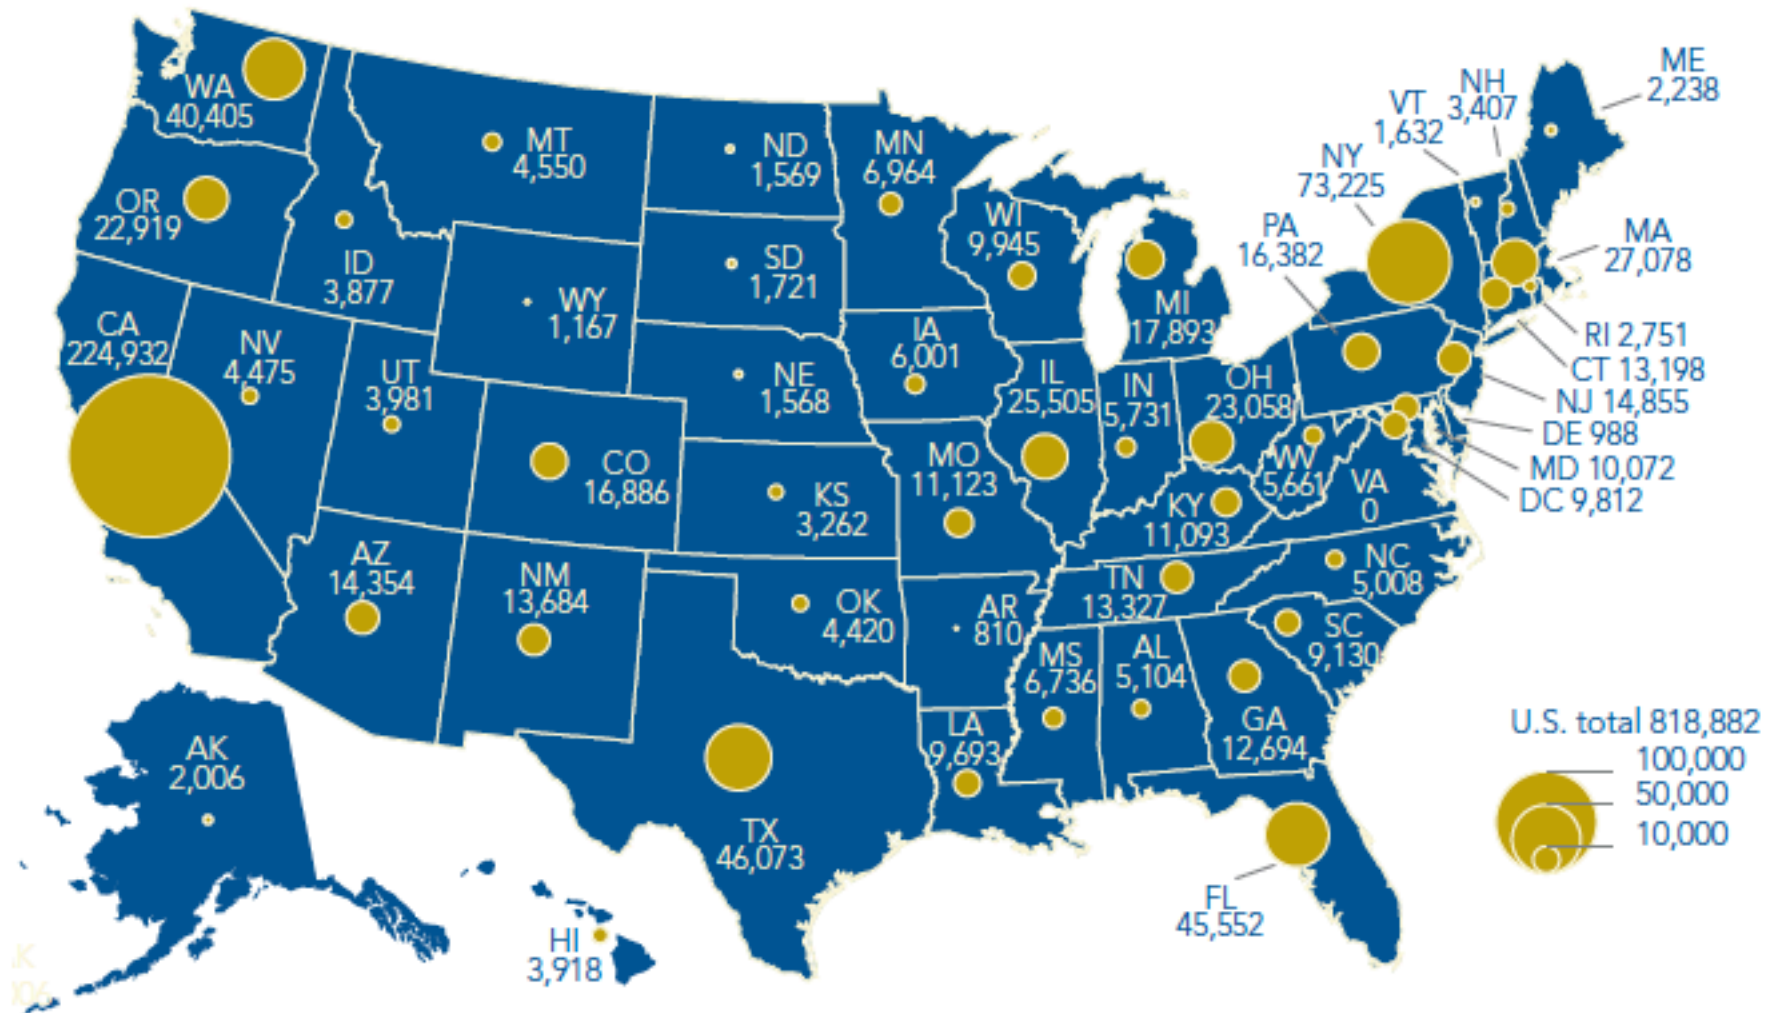 WA
40,405
OR
22,919
CA
224,932
NV
4,475
ID
3,877
MT
4,550
WY
1,167
UT
3,981
CO
16,886
AZ
14,354
NM
13,684
ND
1,569
SD
1,721
NE
1,568
KS
3,262
OK
4,420
TX
46,073
MN
6,964
IA
6,001
MO
11,123
AR
810
LA
9,693
WI
9,945
IL
25,505
MI
17,893
IN
5,731
OH
23,058
KY
11,093
TN
13,327
MS
6,736
AL
5,104
GA
12,694
FL
45,552
SC
9,130
NC
5,008
VA
0
WV
5,661
PA
16,382
NY
73,225
VT
1,632
NH
3,407
ME
2,238
MA
27,078
RI 2,751
CT 13,198
NJ 14,855
DE 988
MD 10,072
DC 9,812
AK
2,006
HI
3,918
U.S. total 818,882
100,000
50,000
10,000